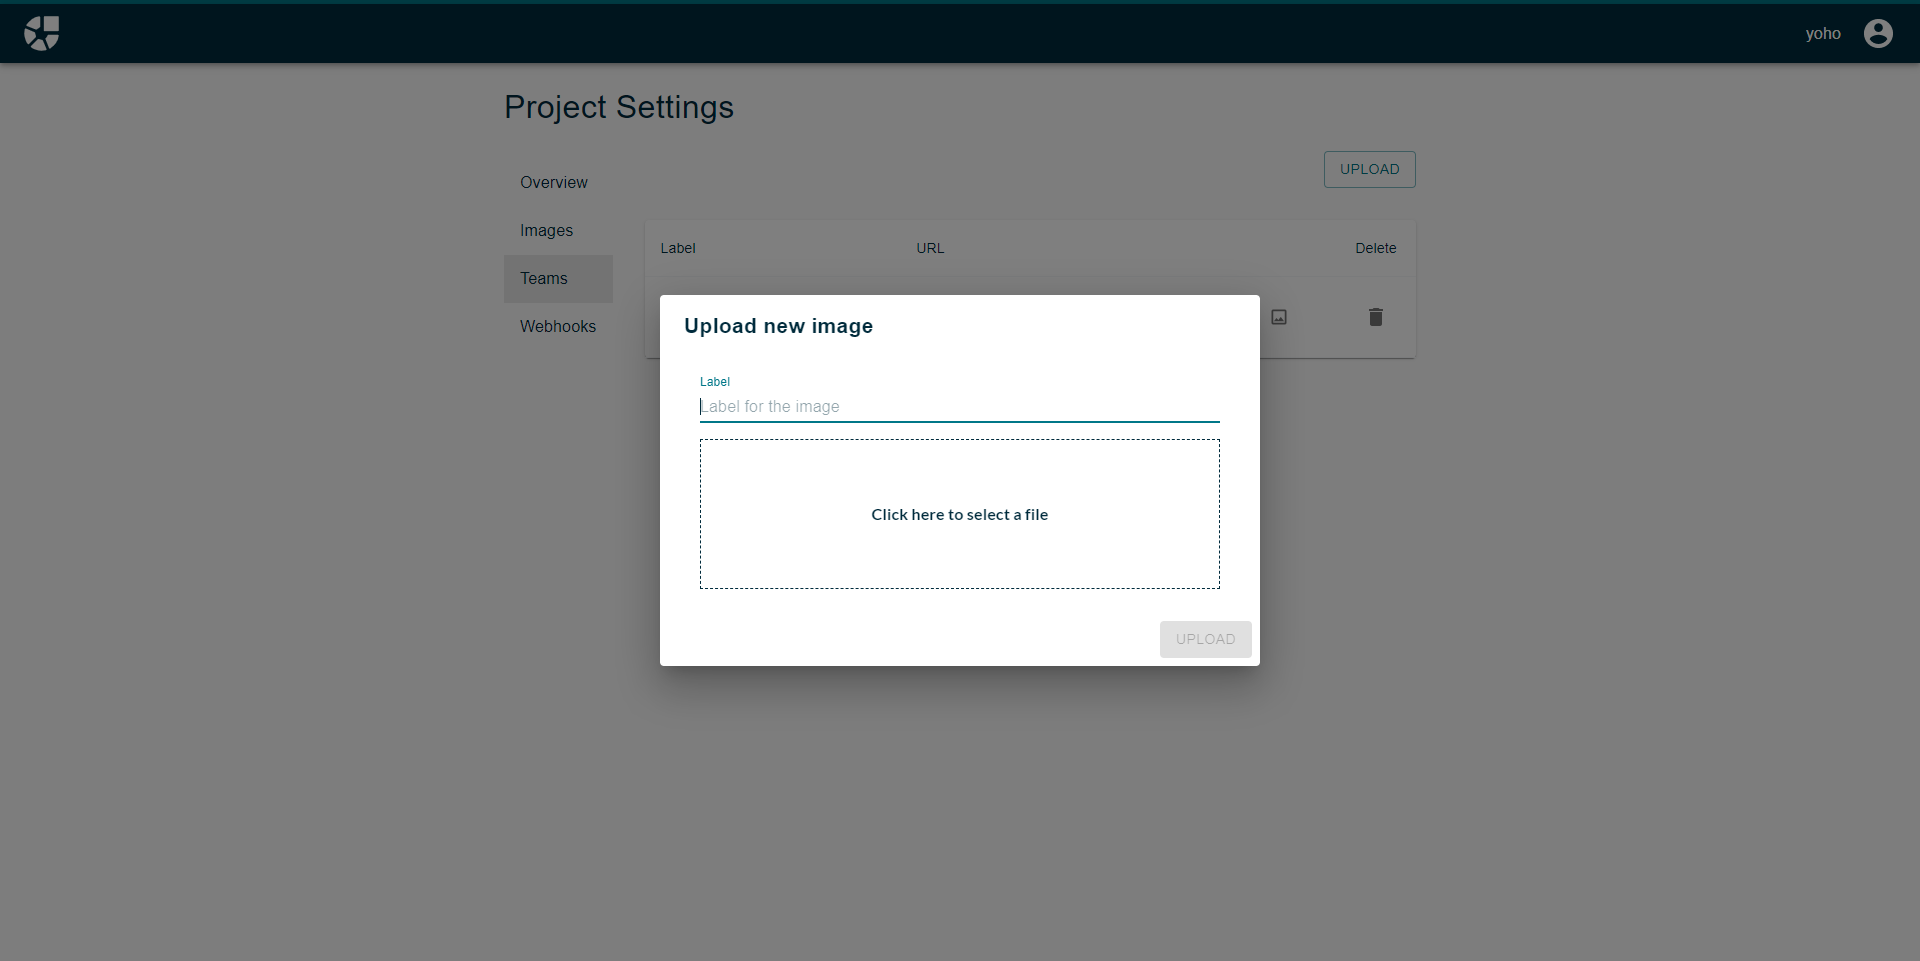 yoho
Project Settings
Overview
Images
Teams
Webhooks
UPLOAD
Label URL Delete
Upload new image
Label
Label for the image
Click here to select a file
UPLOAD